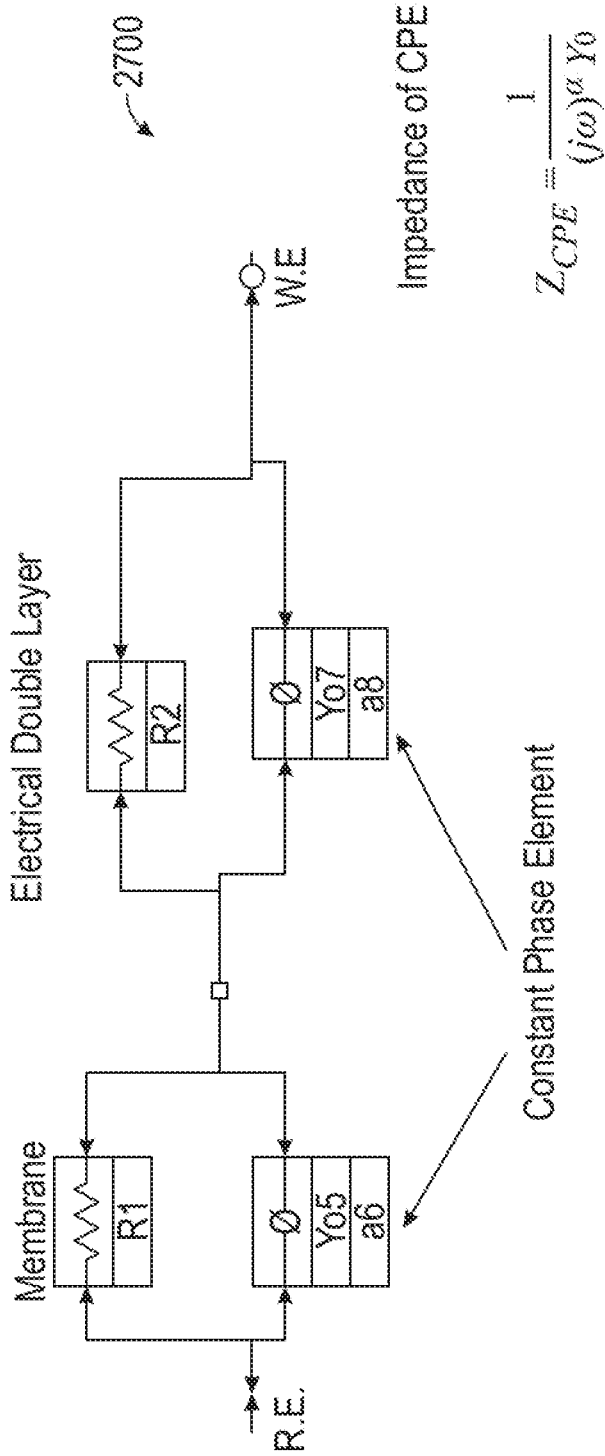 2700
Electrical Double Layer
Membrane
R1
R2
R.E.
W.E
Ø
Yo5
a6
Ø
Yo7
a8
Constant Phase Element
Impedance of CPE
Z_CPE = 1 / (jω)^α Y₀